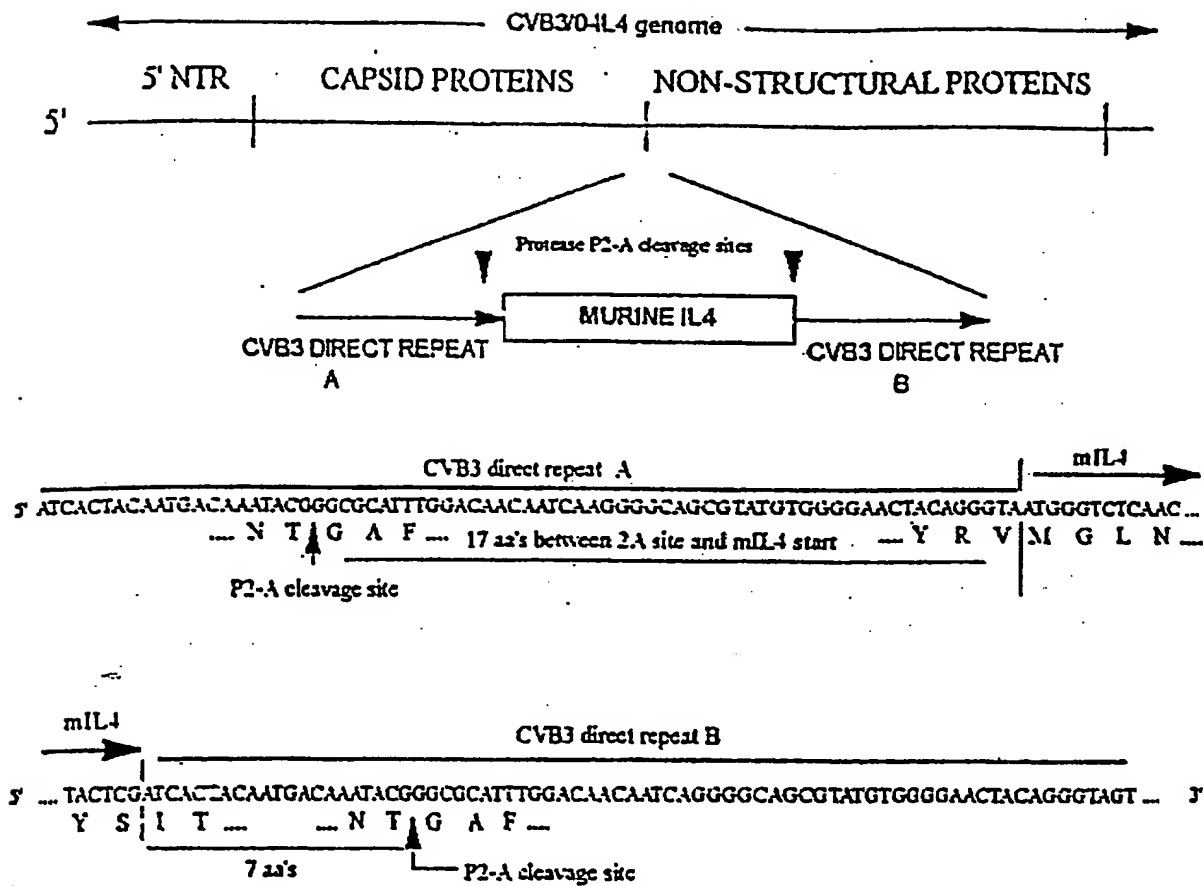 CVB3/0-IL4 genome
5' NTR CAPSID PROTEINS NON-STRUCTURAL PROTEINS
5'
Protease P2-A cleavage sites
MURINE IL4
CVB3 DIRECT REPEAT A
CVB3 DIRECT REPEAT B
CVB3 direct repeat A mIL4
5' ATCACTACAATGACAAATACGGGCGCATTTGGACAACAATCAAGGGGCAGCGTATGTGGGGAACTACAGGGTAATGGGTCTCAAC...
.... N T G A F.... 17 aa's between 2A site and mIL4 start ....Y R V M G L N ....
P2-A cleavage site
mIL4 CVB3 direct repeat B
5' .... TACTCGATCACTACAATGACAAATACGGGCGCATTTGGACAACAATCAGGGGCAGCGTATGTGGGGAACTACAGGGTAGT ... 3'
Y S I T .... .... N T G A F....
7 aa's P2-A cleavage site